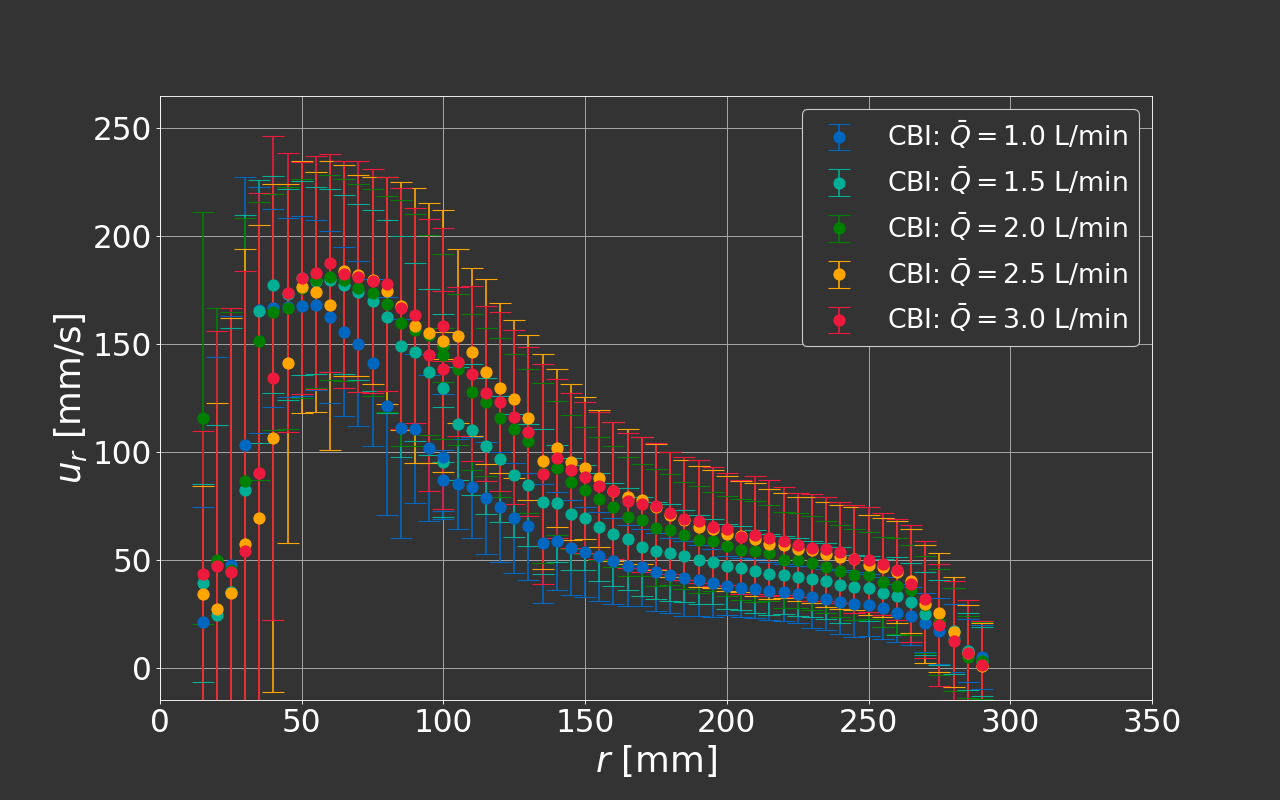 250
200
150
100
50
0
0 50 100 150 200 250 300 350
u_r [mm/s]
r [mm]
CBI: Q̄ = 1.0 L/min
CBI: Q̄ = 1.5 L/min
CBI: Q̄ = 2.0 L/min
CBI: Q̄ = 2.5 L/min
CBI: Q̄ = 3.0 L/min